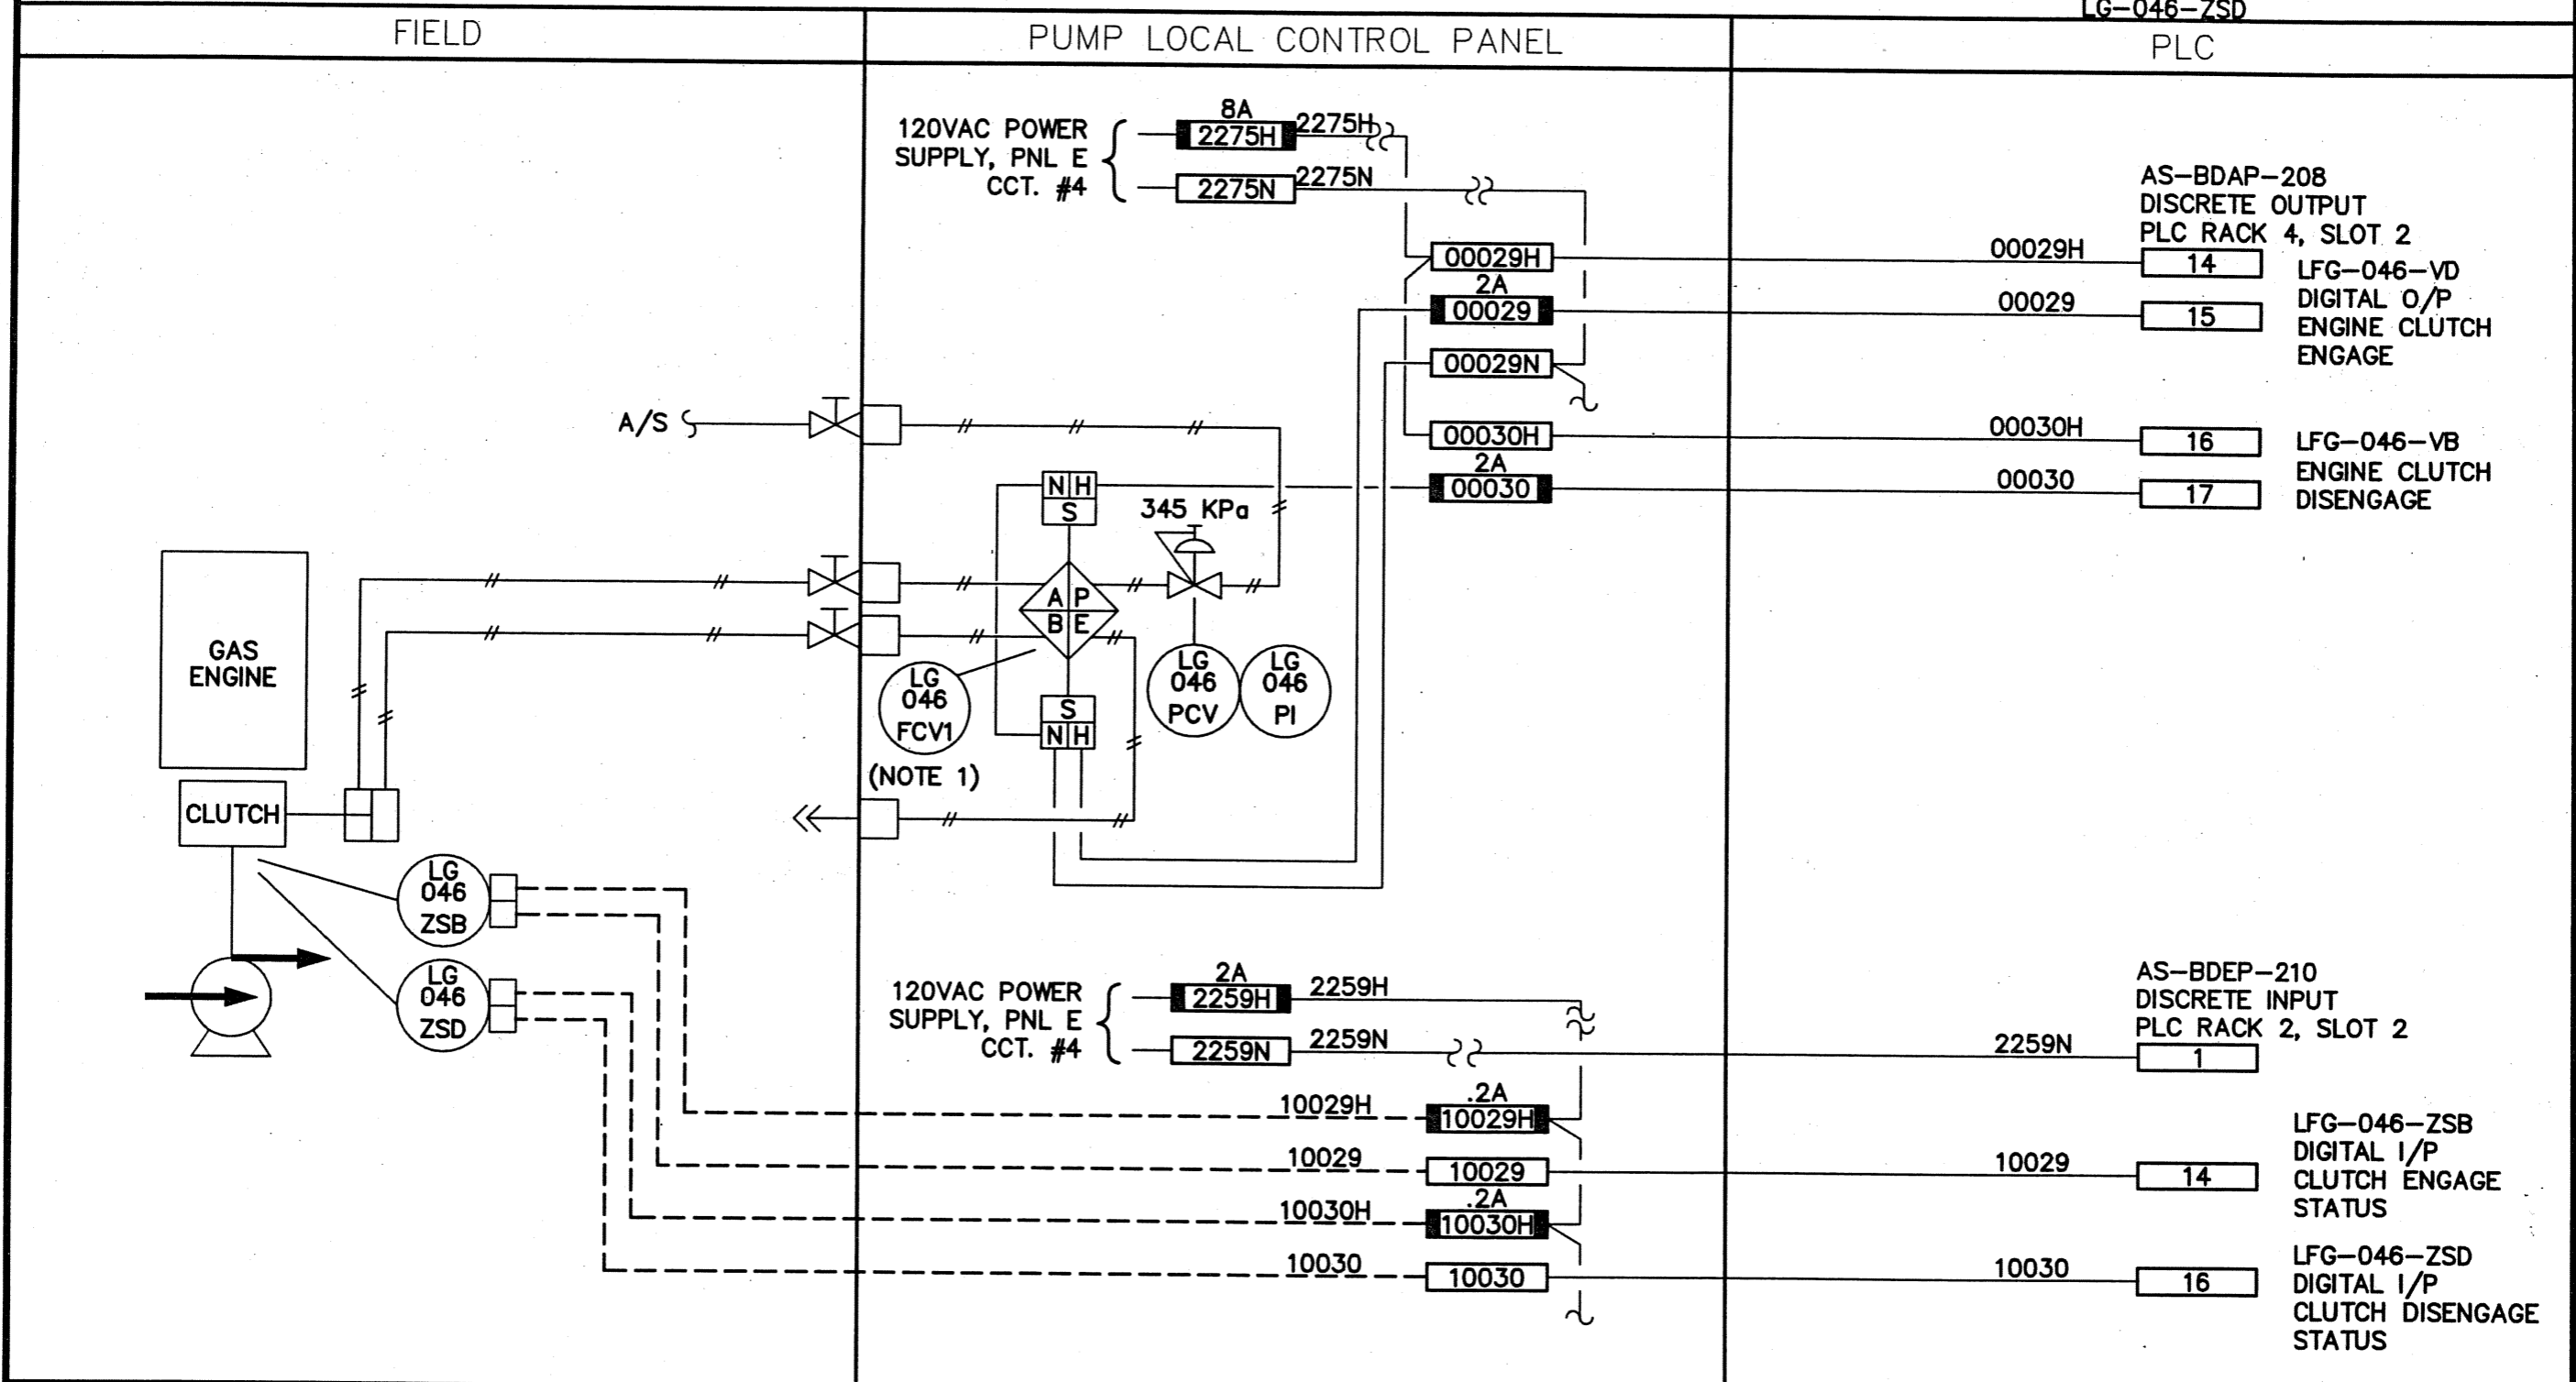 LG-046-ZSD
FIELD
PUMP LOCAL CONTROL PANEL
PLC
120VAC POWER
SUPPLY, PNL E
CCT. #4
8A
2275H
2275H
2275N
2275N
AS-BDAP-208
DISCRETE OUTPUT
PLC RACK 4, SLOT 2
00029H
00029H
14
2A
00029
00029
15
LFG-046-VD
DIGITAL O/P
ENGINE CLUTCH
ENGAGE
00029N
A/S
00030H
00030H
16
2A
00030
00030
17
LFG-046-VB
ENGINE CLUTCH
DISENGAGE
N H
S
345 KPa
A P
B E
S
N H
LG
046
FCV1
(NOTE 1)
LG
046
PCV
LG
046
PI
GAS
ENGINE
CLUTCH
LG
046
ZSB
LG
046
ZSD
120VAC POWER
SUPPLY, PNL E
CCT. #4
2A
2259H
2259H
2259N
2259N
AS-BDEP-210
DISCRETE INPUT
PLC RACK 2, SLOT 2
2259N
1
10029H
.2A
10029H
10029
10029
10029
14
LFG-046-ZSB
DIGITAL I/P
CLUTCH ENGAGE
STATUS
10030H
.2A
10030H
10030
10030
10030
16
LFG-046-ZSD
DIGITAL I/P
CLUTCH DISENGAGE
STATUS